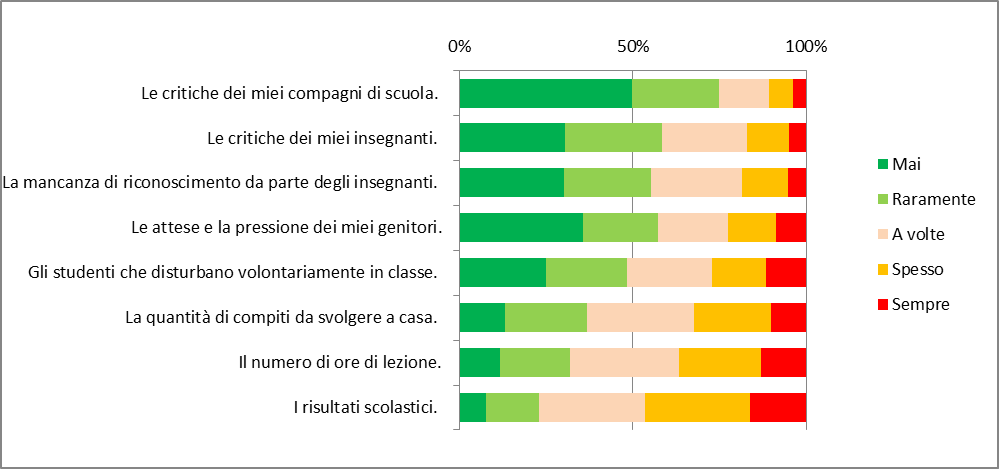 0% 50% 100%
Le critiche dei miei compagni di scuola.
Le critiche dei miei insegnanti.
La mancanza di riconoscimento da parte degli insegnanti.
Le attese e la pressione dei miei genitori.
Gli studenti che disturbano volontariamente in classe.
La quantità di compiti da svolgere a casa.
Il numero di ore di lezione.
I risultati scolastici.
Mai
Raramente
A volte
Spesso
Sempre